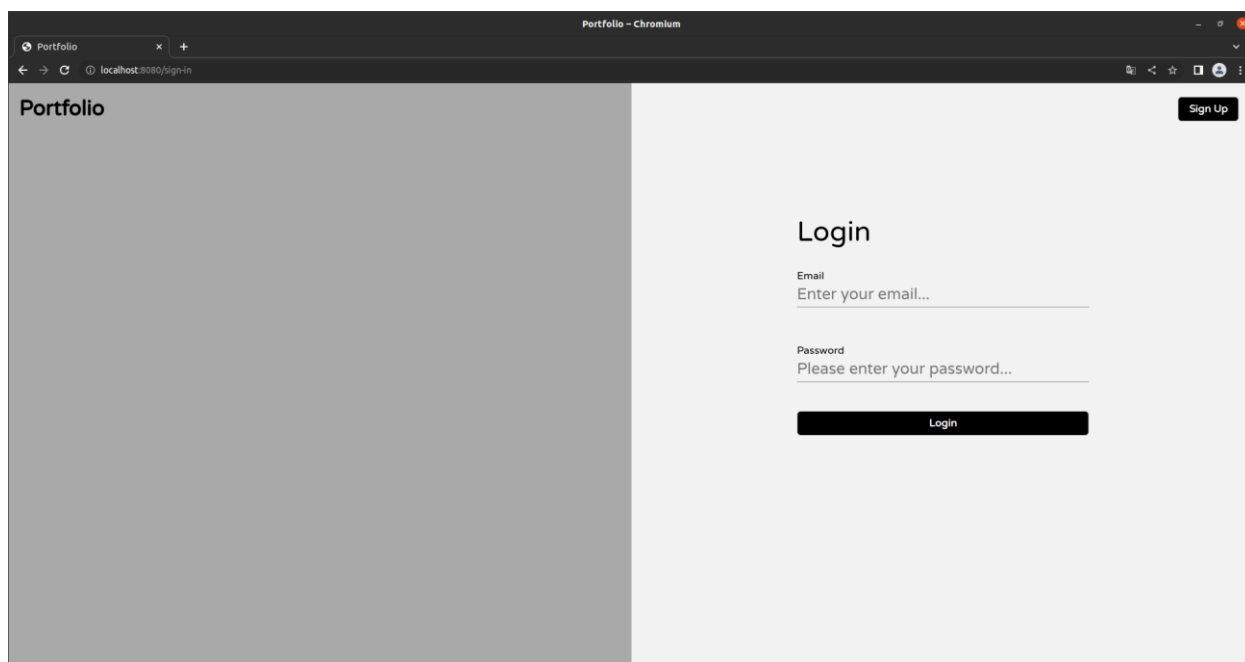 Portfolio – Chromium
Portfolio
localhost:8080/sign-in
Portfolio
Sign Up
Login
Email
Enter your email...
Password
Please enter your password...
Login